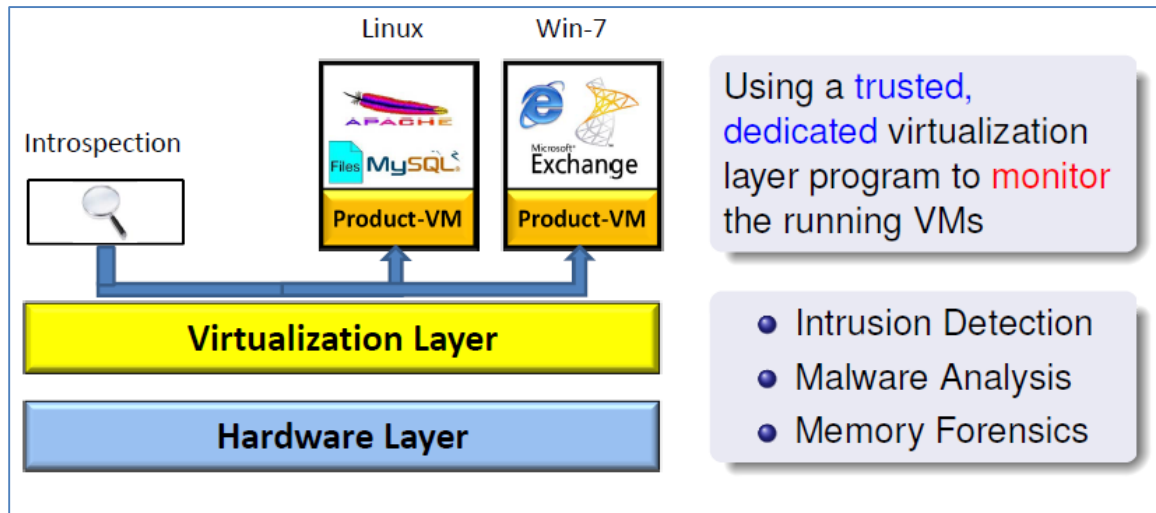 Linux
Win-7
Introspection
APACHE
Files MySQL
Microsoft
Exchange
Product-VM
Product-VM
Virtualization Layer
Hardware Layer
Using a trusted,
dedicated virtualization
layer program to monitor
the running VMs
Intrusion Detection
Malware Analysis
Memory Forensics